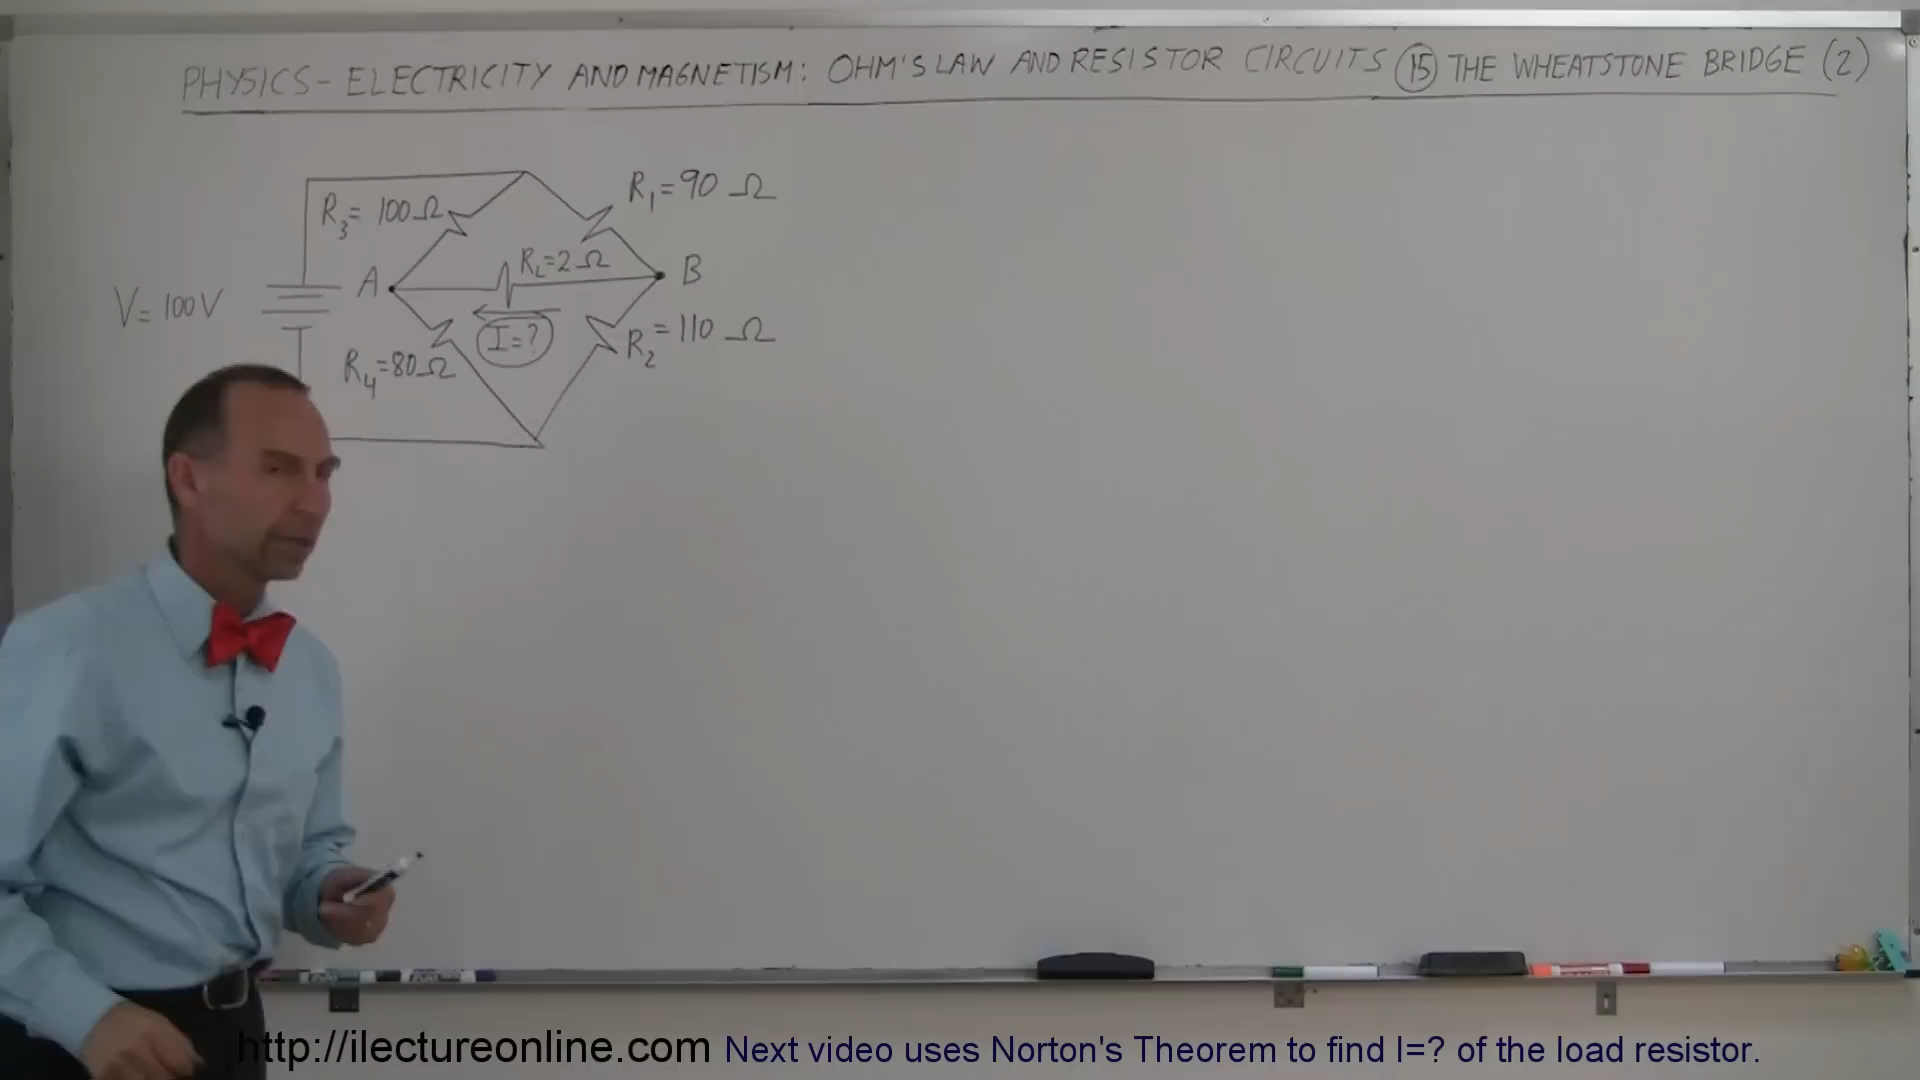 PHYSICS - ELECTRICITY AND MAGNETISM: OHM'S LAW AND RESISTOR CIRCUITS 15 THE WHEATSTONE BRIDGE (2)
R1 = 90 Ω
R3 = 100 Ω
RL = 2 Ω
A
B
V = 100 V
I = ?
R2 = 110 Ω
R4 = 80 Ω
http://ilectureonline.com Next video uses Norton's Theorem to find I=? of the load resistor.